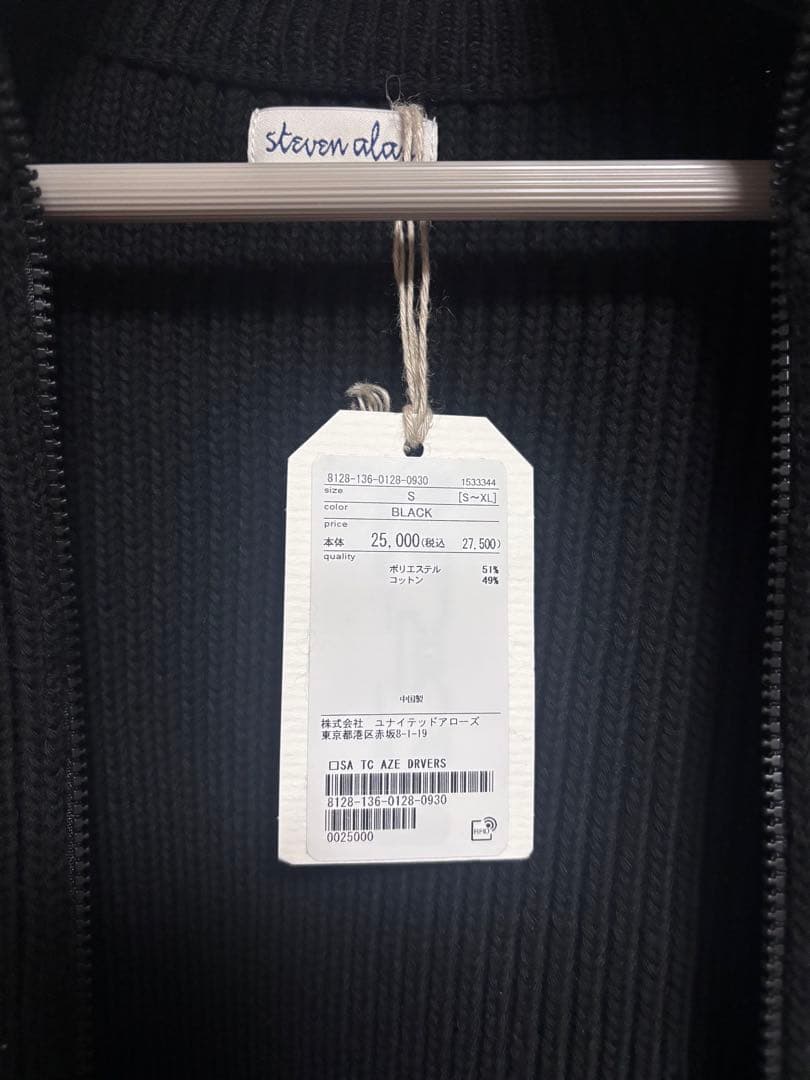 steven ala
8128-136-0128-0930 1533344
size S [S~XL]
color BLACK
price
本体 25,000(税込 27,500)
quality
ポリエステル 51%
コットン 49%
中国製
株式会社 ユナイテッドアローズ
東京都港区赤坂8-1-19
口SA TC AZE DRVERS
8128-136-0128-0930
0025000
RFID